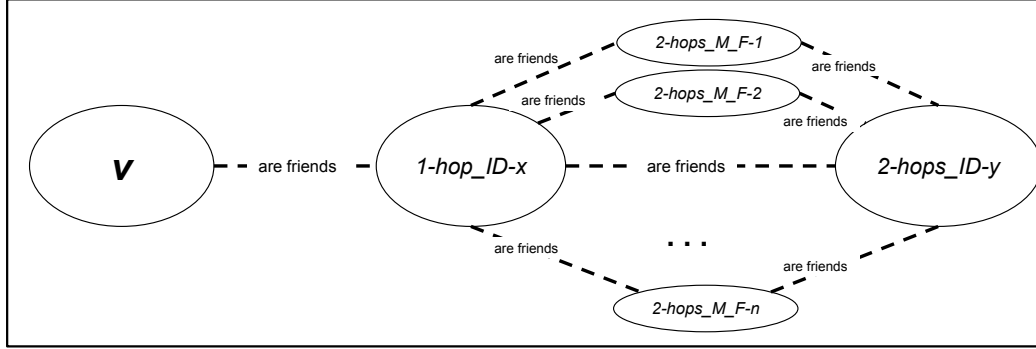 2-hops_M_F-1
are friends
are friends
2-hops_M_F-2
are friends
are friends
v
are friends
1-hop_ID-x
are friends
2-hops_ID-y
...
are friends
are friends
2-hops_M_F-n